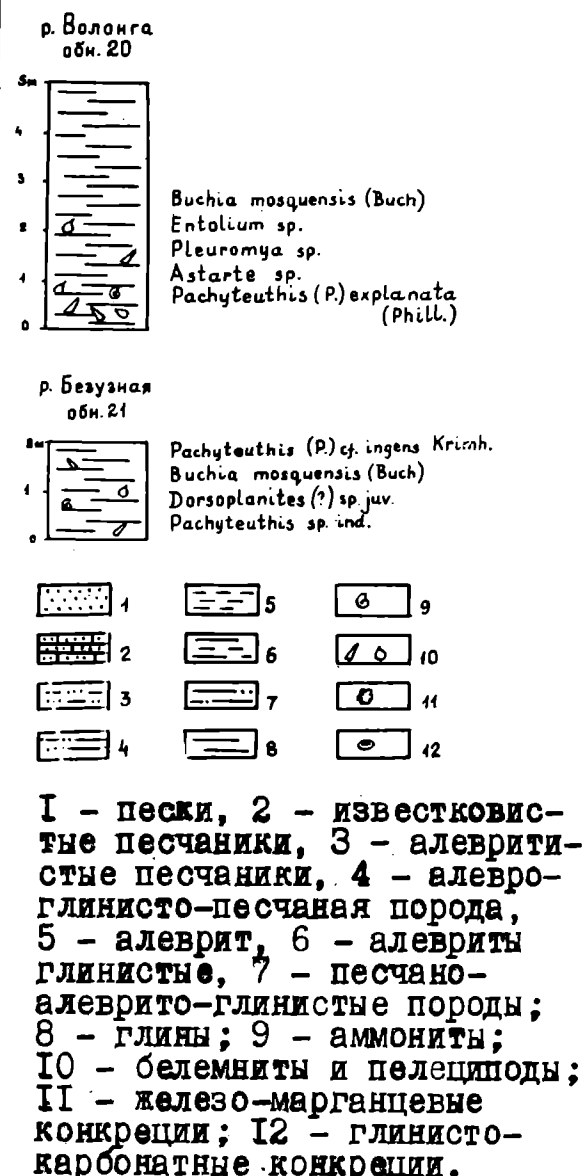 р. Волонга
обн. 20
5м
4
3
2
1
0
Buchia mosquensis (Buch)
Entolium sp.
Pleuromya sp.
Astarte sp.
Pachyteuthis (P.) explanata
(Phill.)
р. Безузная
обн. 21
2м
1
0
Pachyteuthis (P.) cf. ingens
Buchia mosquensis (Buch)
Dorsoplanites (?) sp. juv.
Pachyteuthis sp. ind.
1 5 9
2 6 10
3 7 11
4 8 12
I - пески, 2 - известковис-
тые песчаники, 3 - алеврити-
стые песчаники, 4 - алевро-
глинисто-песчаная порода,
5 - алеврит, 6 - алевриты
глинистые, 7 - песчано-
алеврито-глинистые породы;
8 - глины; 9 - аммониты;
I0 - белемниты и пелециподы;
II - железо-марганцевые
конкреции; I2 - глинисто-
карбонатные конкреции.